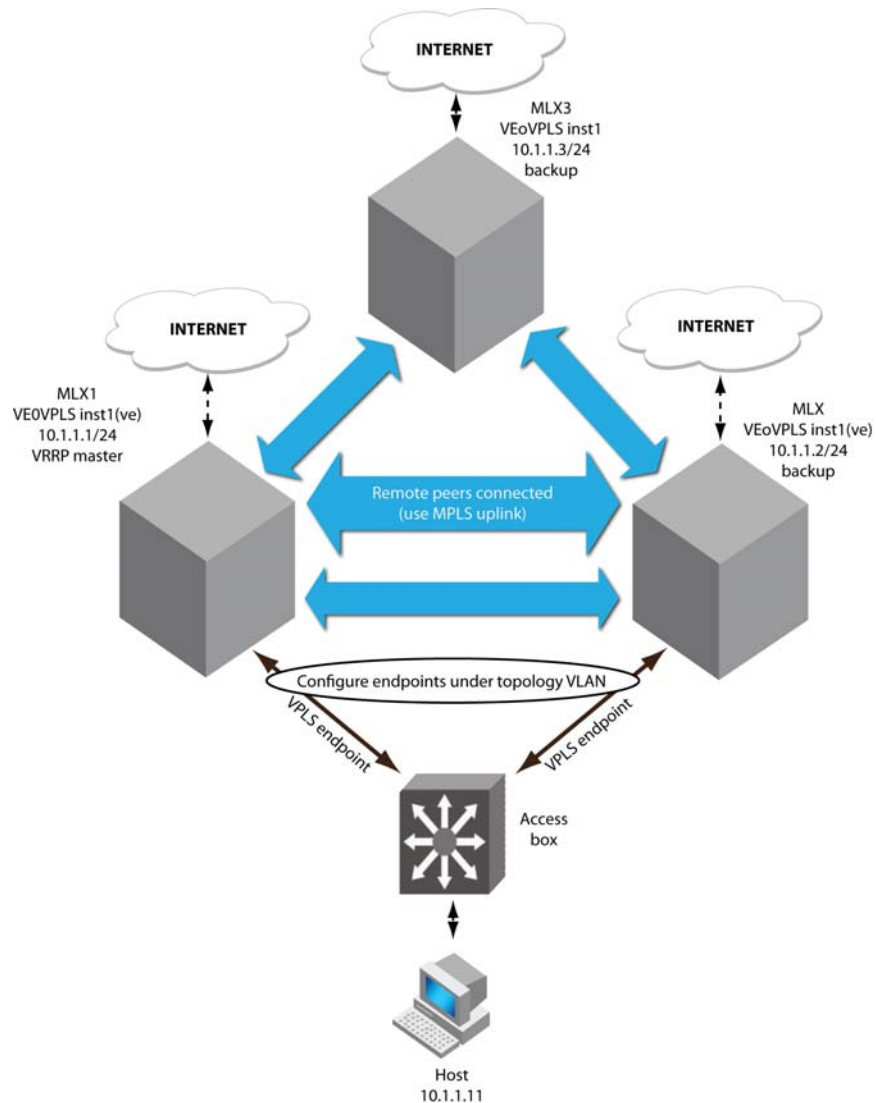 INTERNET
MLX3
VEoVPLS inst1
10.1.1.3/24
backup
INTERNET
INTERNET
MLX1
VE0VPLS inst1(ve)
10.1.1.1/24
VRRP master
MLX
VEoVPLS inst1(ve)
10.1.1.2/24
backup
Remote peers connected
(use MPLS uplink)
Configure endpoints under topology VLAN
VPLS endpoint
VPLS endpoint
Access
box
Host
10.1.1.11